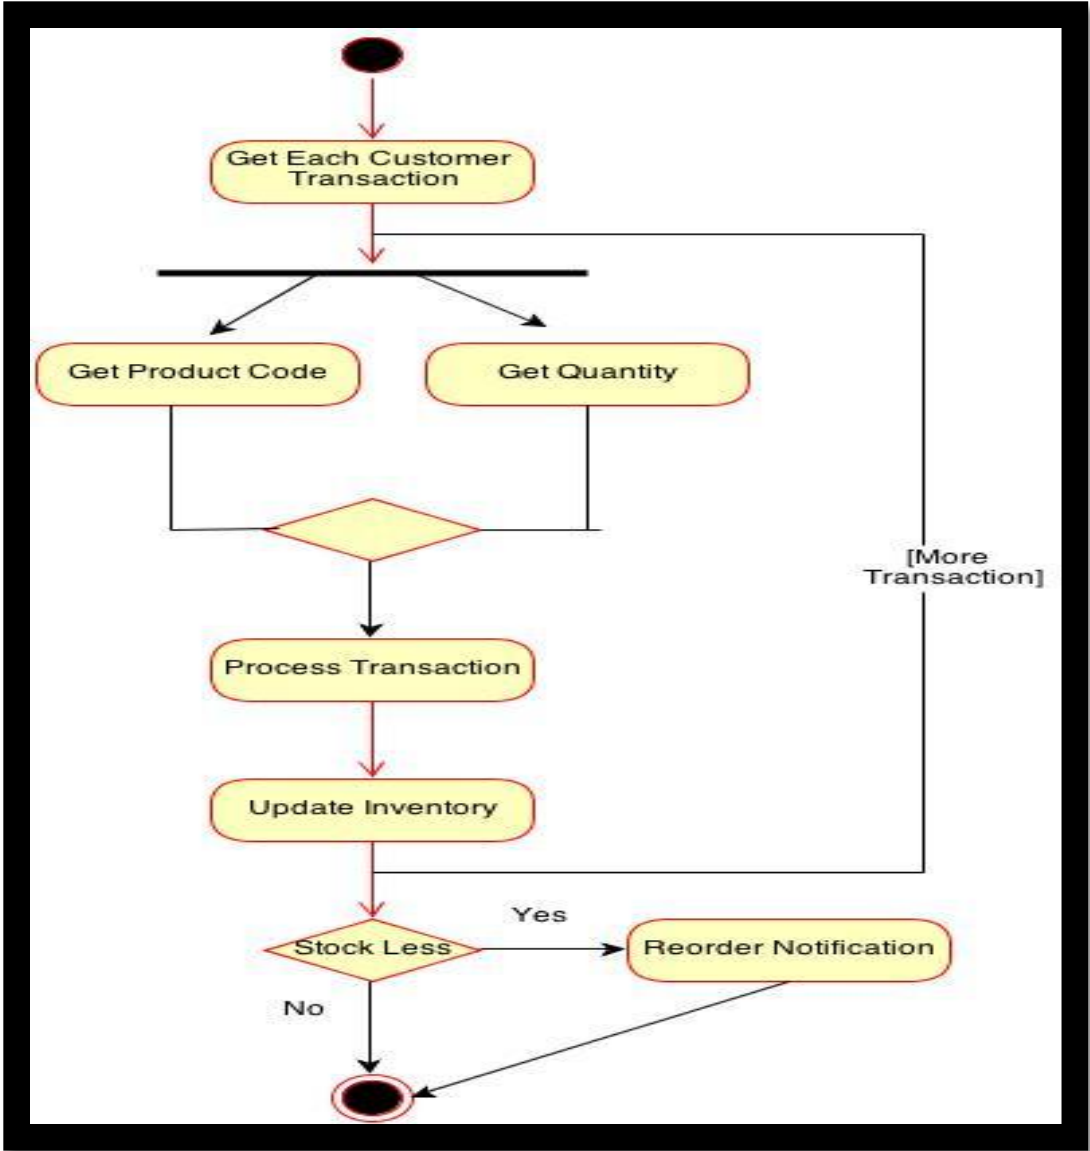 Get Each Customer
Transaction
Get Product Code
Get Quantity
[More
Transaction]
Process Transaction
Update Inventory
Yes
Stock Less
Reorder Notification
No